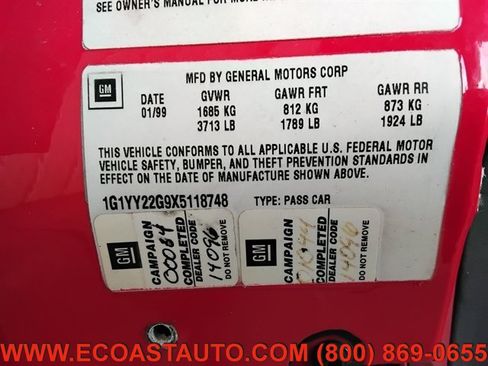 SEE OWNER'S MANUAL FOR MORE
MFD BY GENERAL MOTORS CORP
GM
DATE GVWR GAWR FRT GAWR RR
01/99 1685 KG 812 KG 873 KG
3713 LB 1789 LB 1924 LB
THIS VEHICLE CONFORMS TO ALL APPLICABLE U.S. FEDERAL MOTOR
VEHICLE SAFETY, BUMPER, AND THEFT PREVENTION STANDARDS IN
EFFECT ON THE DATE OF MANUFACTURE SHOWN ABOVE.
1G1YY22G9X5118748 TYPE: PASS CAR
GM
CAMPAIGN
00084
COMPLETED
DEALER CODE
14096
DO NOT REMOVE
GM
CAMPAIGN
COMPLETED
DEALER CODE
14096
DO NOT REMOVE
WWW.ECOASTAUTO.COM (800) 869-0655